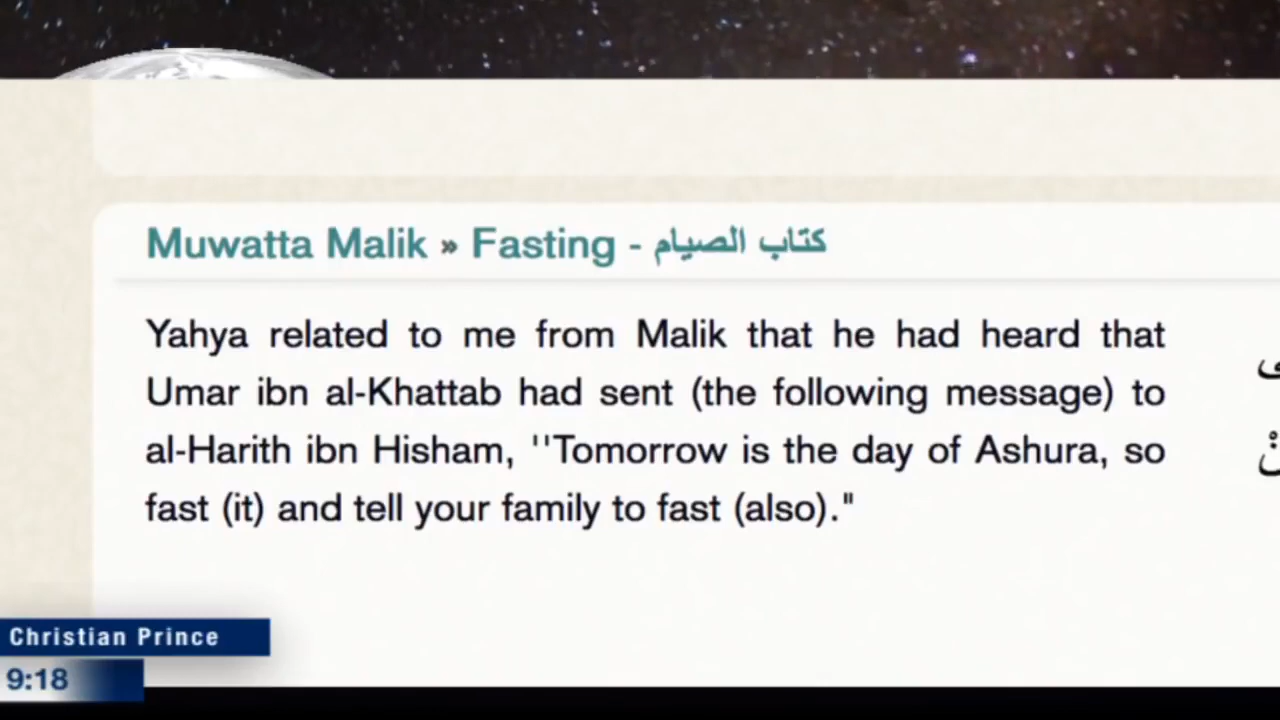 Muwatta Malik » Fasting - كتاب الصيام
Yahya related to me from Malik that he had heard that
Umar ibn al-Khattab had sent (the following message) to
al-Harith ibn Hisham, ''Tomorrow is the day of Ashura, so
fast (it) and tell your family to fast (also)."
Christian Prince
9:18